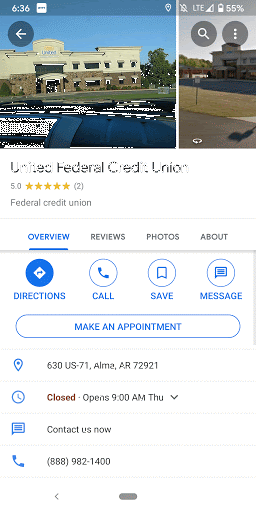 6:36
LTE 55%
United
United Federal Credit Union
5.0 (2)
Federal credit union
OVERVIEW REVIEWS PHOTOS ABOUT
DIRECTIONS CALL SAVE MESSAGE
MAKE AN APPOINTMENT
630 US-71, Alma, AR 72921
Closed · Opens 9:00 AM Thu
Contact us now
(888) 982-1400